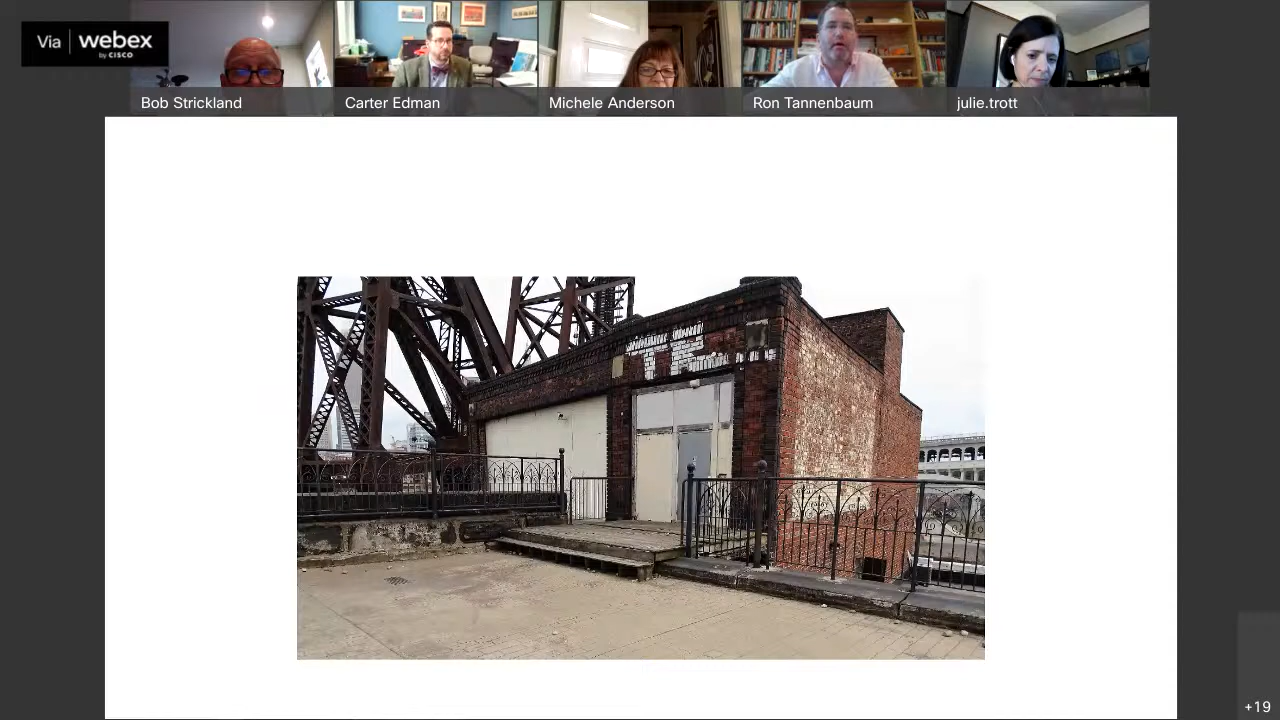 Via webex
by CISCO
Bob Strickland
Carter Edman
Michele Anderson
Ron Tannenbaum
julie.trott
+19